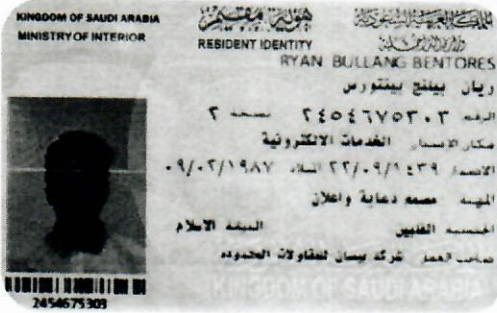 KINGDOM OF SAUDI ARABIA
MINISTRY OF INTERIOR
هوية مقيم
RESIDENT IDENTITY
المملكة العربية السعودية
وزارة الداخلية
RYAN BULLANG BENTORES
ريان بيلنج بينتورس
الرقم ٢٤٥٤٦٧٥٣٠٣ نسخة ٢
مكان الاصدار الخدمات الالكترونية
الاصدار ٢٢/٠٩/١٤٣٩ الميلاد ٠٩/٠٢/١٩٨٧
المهنة مصمم دعاية واعلان
الجنسية الفلبين الديانة الاسلام
صاحب العمل شركة بيسان للمقاولات المحدوده
2454675303
KINGDOM OF SAUDI ARABIA